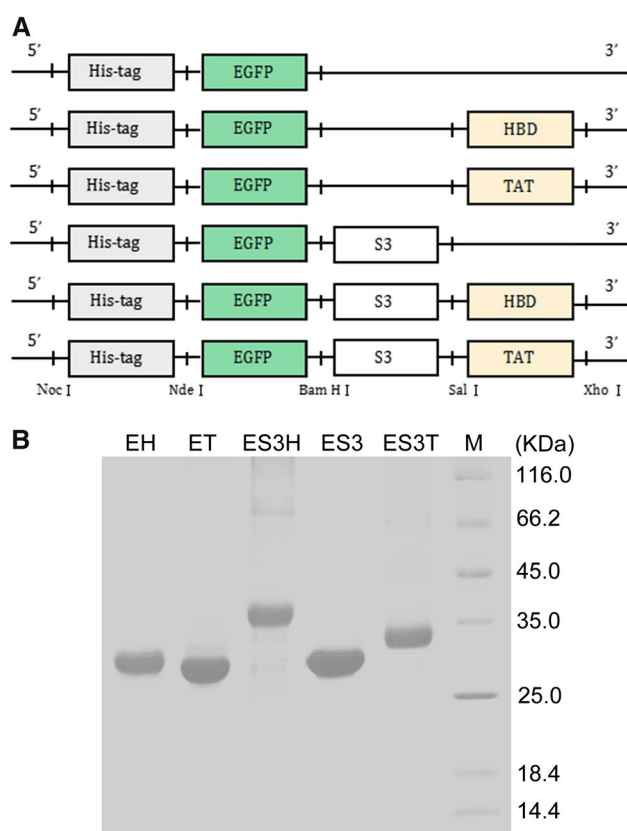 A
5′ 3′
His-tag EGFP
5′ 3′
His-tag EGFP HBD
5′ 3′
His-tag EGFP TAT
5′ 3′
His-tag EGFP S3
5′ 3′
His-tag EGFP S3 HBD
5′ 3′
His-tag EGFP S3 TAT
Noc I Nde I Bam H I Sal I Xho I
B
EH ET ES3H ES3 ES3T M (KDa)
116.0
66.2
45.0
35.0
25.0
18.4
14.4